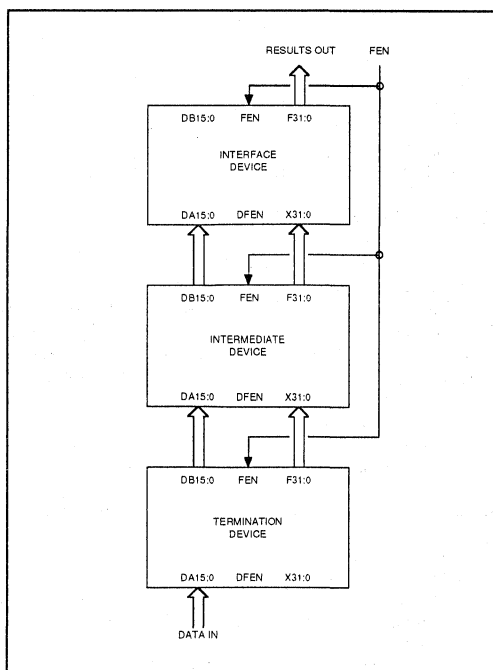 RESULTS OUT FEN
DB15:0 FEN F31:0
INTERFACE
DEVICE
DA15:0 DFEN X31:0
DB15:0 FEN F31:0
INTERMEDIATE
DEVICE
DA15:0 DFEN X31:0
DB15:0 FEN F31:0
TERMINATION
DEVICE
DA15:0 DFEN X31:0
DATA IN